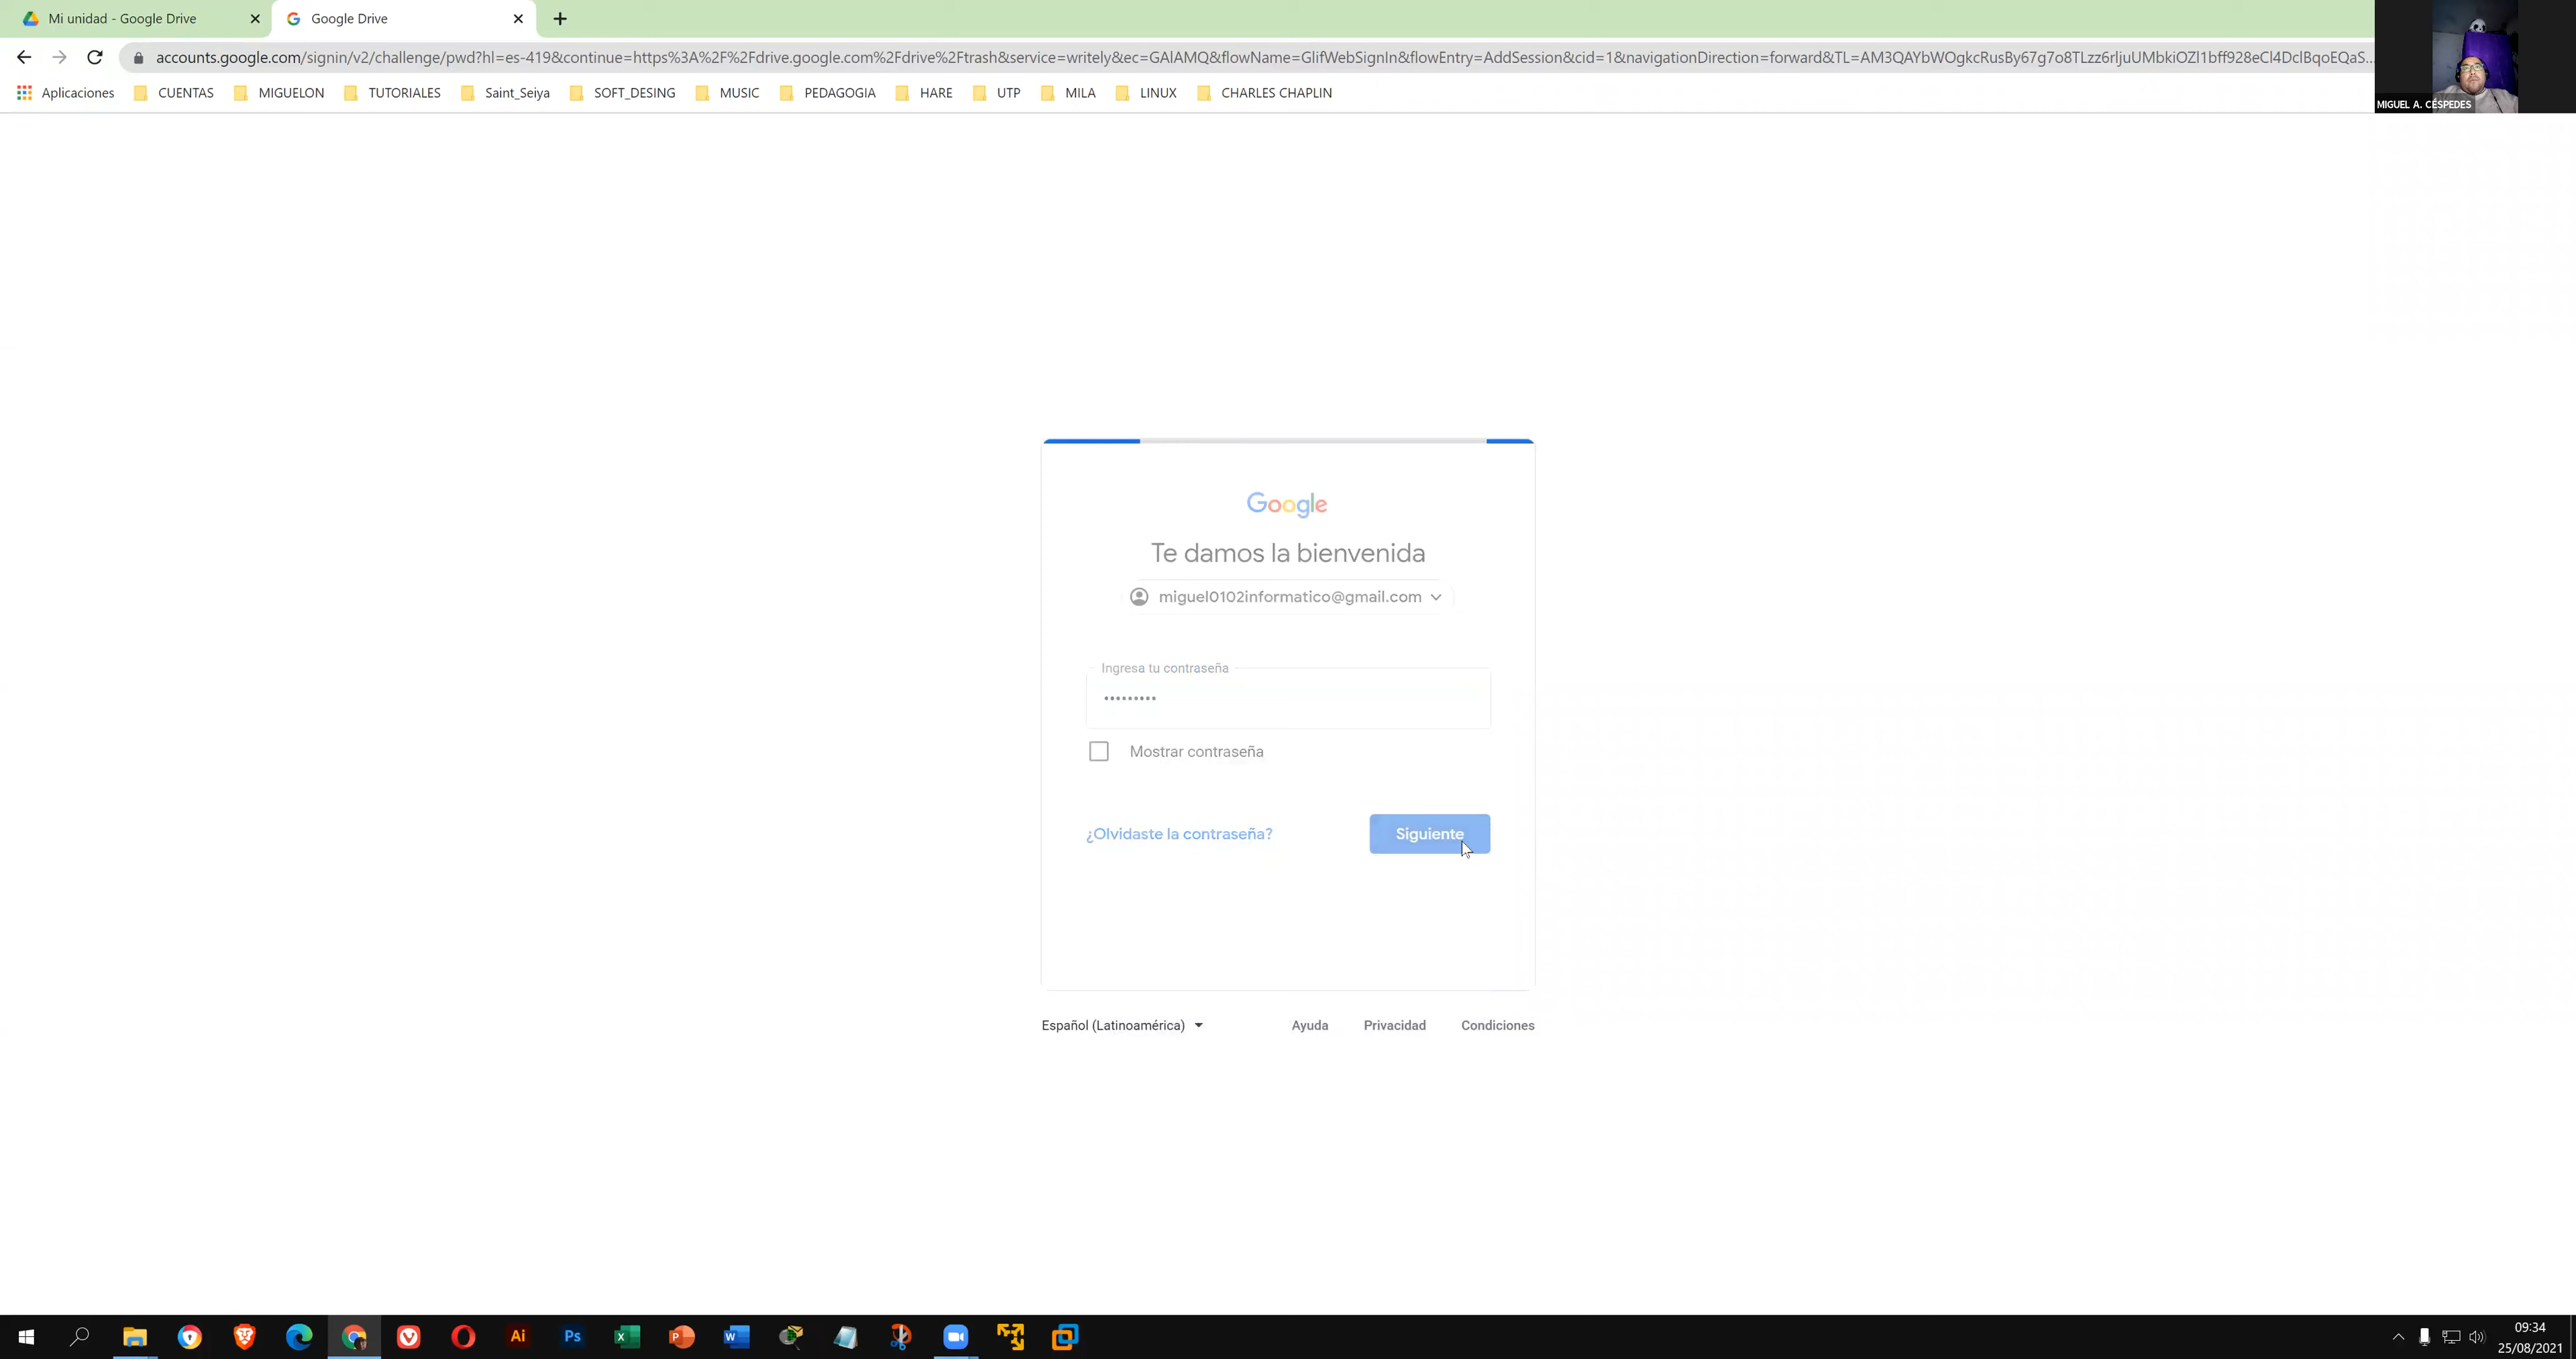 Mi unidad - Google Drive
Google Drive
accounts.google.com/signin/v2/challenge/pwd?hl=es-419&continue=https%3A%2F%2Fdrive.google.com%2Fdrive%2Ftrash&service=writely&ec=GAlAMQ&flowName=GlifWebSignIn&flowEntry=AddSession&cid=1&navigationDirection=forward&TL=AM3QAYbWOgkcRusBy67g7o8TLzz6rljuUMbkiOZl1bff928eCl4DclBqoEQaS...
Aplicaciones CUENTAS MIGUELON TUTORIALES Saint_Seiya SOFT_DESING MUSIC PEDAGOGIA HARE UTP MILA LINUX CHARLES CHAPLIN
MIGUEL A. CÉSPEDES
Google
Te damos la bienvenida
miguel0102informatico@gmail.com
Ingresa tu contraseña
•••••••••
Mostrar contraseña
¿Olvidaste la contraseña?
Siguiente
Español (Latinoamérica)
Ayuda Privacidad Condiciones
Ai
Ps
09:34
25/08/2021